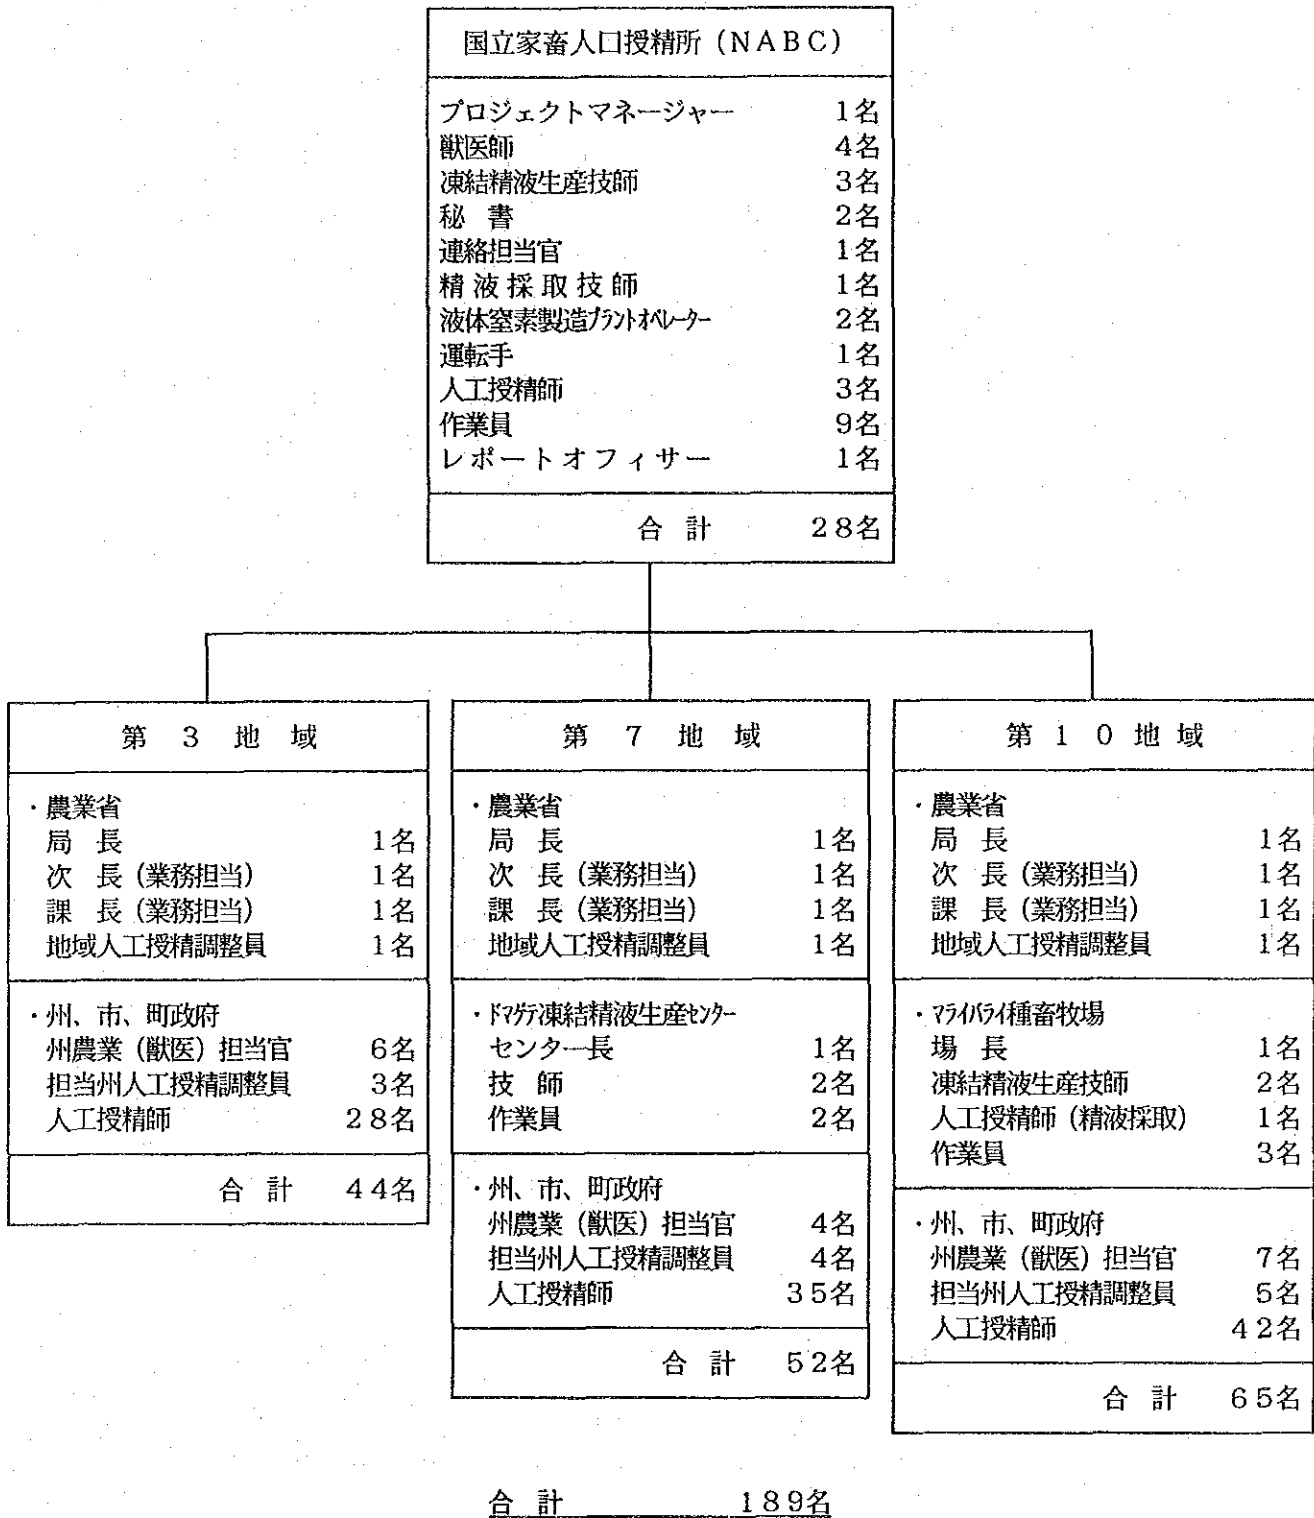 国立家畜人口授精所(NABC)
プロジェクトマネージャー 1名
獣医師 4名
凍結精液生産技師 3名
秘 書 2名
連絡担当官 1名
精液採取技師 1名
液体窒素製造プラントオペレーター 2名
運転手 1名
人工授精師 3名
作業員 9名
レポートオフィサー 1名
合 計 28名
第 3 地 域
・農業省
局 長 1名
次 長(業務担当) 1名
課 長(業務担当) 1名
地域人工授精調整員 1名
・州、市、町政府
州農業(獣医)担当官 6名
担当州人工授精調整員 3名
人工授精師 28名
合 計 44名
第 7 地 域
・農業省
局 長 1名
次 長(業務担当) 1名
課 長(業務担当) 1名
地域人工授精調整員 1名
・ドマゲテ凍結精液生産センター
センター長 1名
技 師 2名
作業員 2名
・州、市、町政府
州農業(獣医)担当官 4名
担当州人工授精調整員 4名
人工授精師 35名
合 計 52名
第 1 0 地 域
・農業省
局 長 1名
次 長(業務担当) 1名
課 長(業務担当) 1名
地域人工授精調整員 1名
・マライバライ種畜牧場
場 長 1名
凍結精液生産技師 2名
人工授精師(精液採取) 1名
作業員 3名
・州、市、町政府
州農業(獣医)担当官 7名
担当州人工授精調整員 5名
人工授精師 42名
合 計 65名
合 計 189名